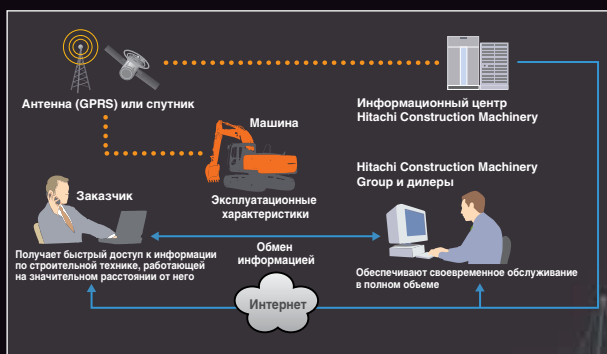 Антенна (GPRS) или спутник
Информационный центр
Hitachi Construction Machinery
Машина
Эксплуатационные
характеристики
Заказчик
Hitachi Construction Machinery
Group и дилеры
Получает быстрый доступ к информации
по строительной технике, работающей
на значительном расстоянии от него
Обмен
информацией
Обеспечивают своевременное обслуживание
в полном объеме
Интернет